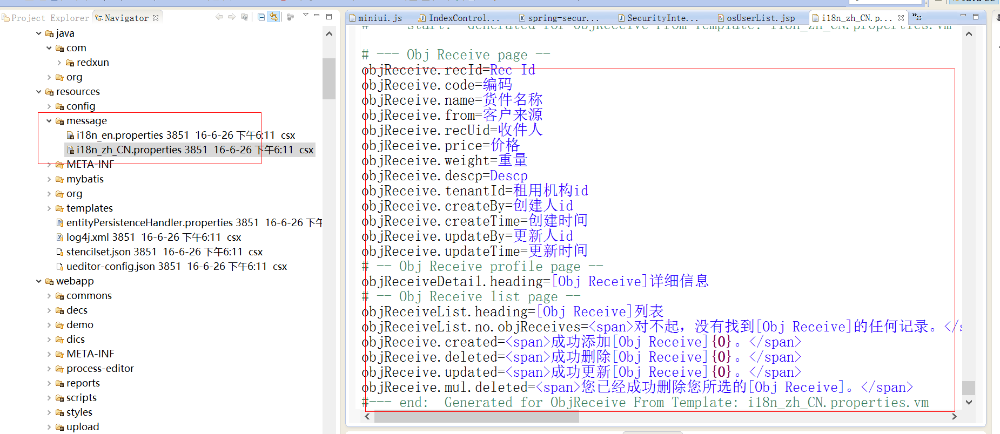 Project Explorer
Navigator
java
com
redxun
org
resources
config
message
i18n_en.properties 3851 16-6-26 下午6:11 csx
i18n_zh_CN.properties 3851 16-6-26 下午6:11 csx
META-INF
mybatis
org
templates
entityPersistenceHandler.properties 3851 16-6-26 下午
log4j.xml 3851 16-6-26 下午6:11 csx
stencilset.json 3851 16-6-26 下午6:11 csx
ueditor-config.json 3851 16-6-26 下午6:11 csx
webapp
commons
decs
demo
dics
META-INF
process-editor
reports
scripts
styles
upload
miniui.js
IndexControl...
spring-secur...
SecurityInte...
osUserList.jsp
i18n_zh_CN.p...
23
# start: Generated for ObjReceive From Template: i18n_zh_CN.properties.vm
# --- Obj Receive page --
objReceive.recId=Rec Id
objReceive.code=编码
objReceive.name=货件名称
objReceive.from=客户来源
objReceive.recUid=收件人
objReceive.price=价格
objReceive.weight=重量
objReceive.descp=Descp
objReceive.tenantId=租用机构id
objReceive.createBy=创建人id
objReceive.createTime=创建时间
objReceive.updateBy=更新人id
objReceive.updateTime=更新时间
# -- Obj Receive profile page --
objReceiveDetail.heading=[Obj Receive]详细信息
# -- Obj Receive list page --
objReceiveList.heading=[Obj Receive]列表
objReceiveList.no.objReceives=<span>对不起，没有找到[Obj Receive]的任何记录。</s
objReceive.created=<span>成功添加[Obj Receive]{0}。</span>
objReceive.deleted=<span>成功删除[Obj Receive]{0}。</span>
objReceive.updated=<span>成功更新[Obj Receive]{0}。</span>
objReceive.mul.deleted=<span>您已经成功删除您所选的[Obj Receive]。</span>
#--- end: Generated for ObjReceive From Template: i18n_zh_CN.properties.vm